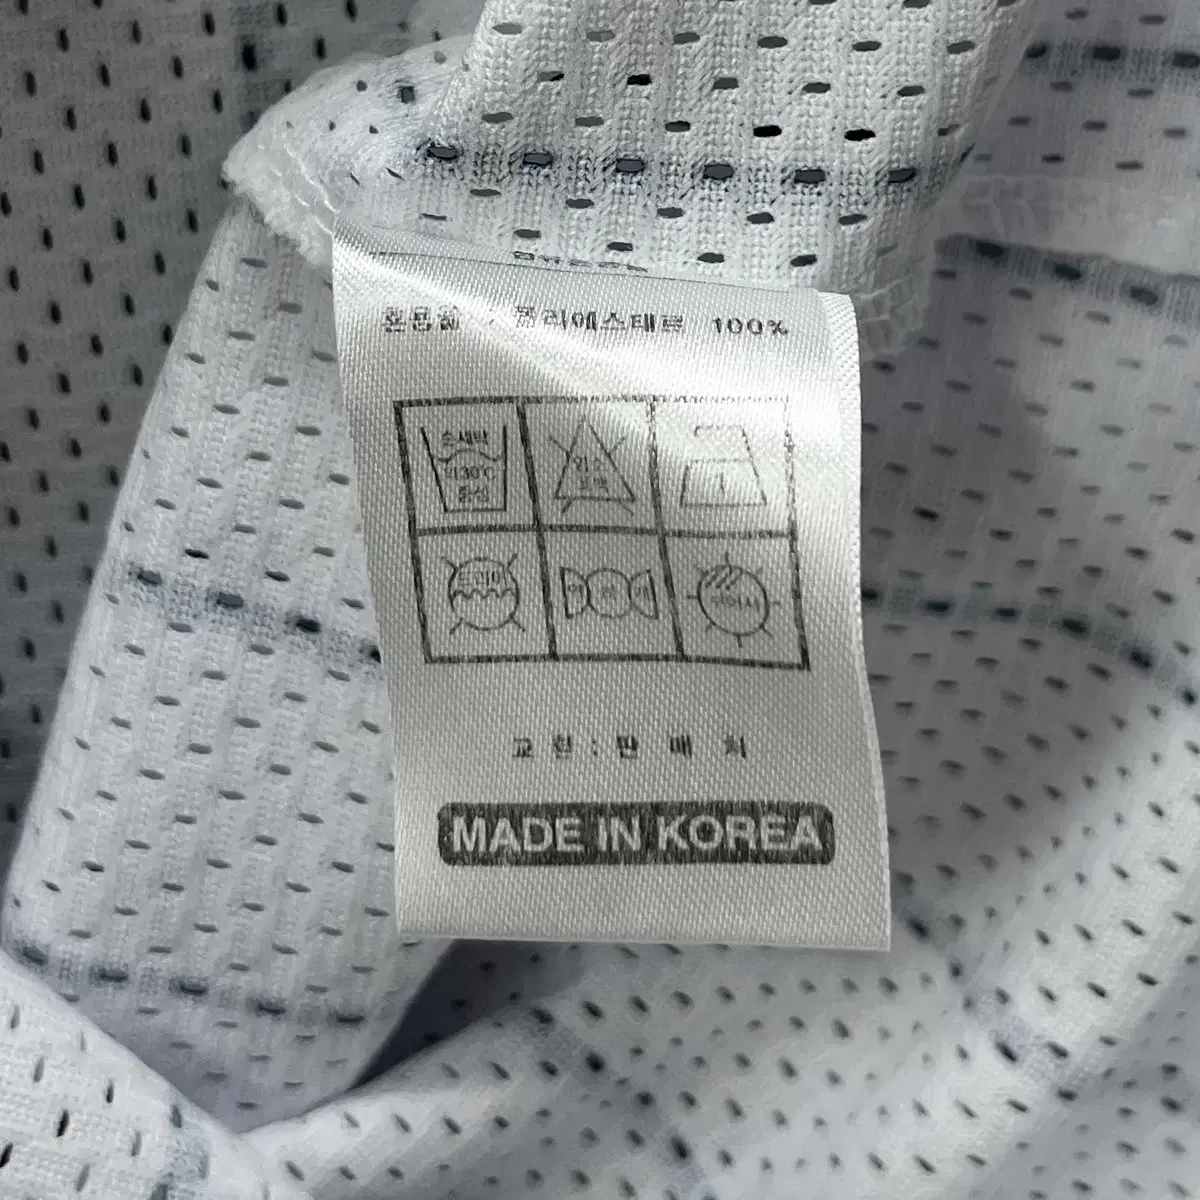 혼용율 : 폴리에스테르 100%
손세탁
약30℃
중성
염소
표백
1
드라이
교환 : 판 매 처
MADE IN KOREA